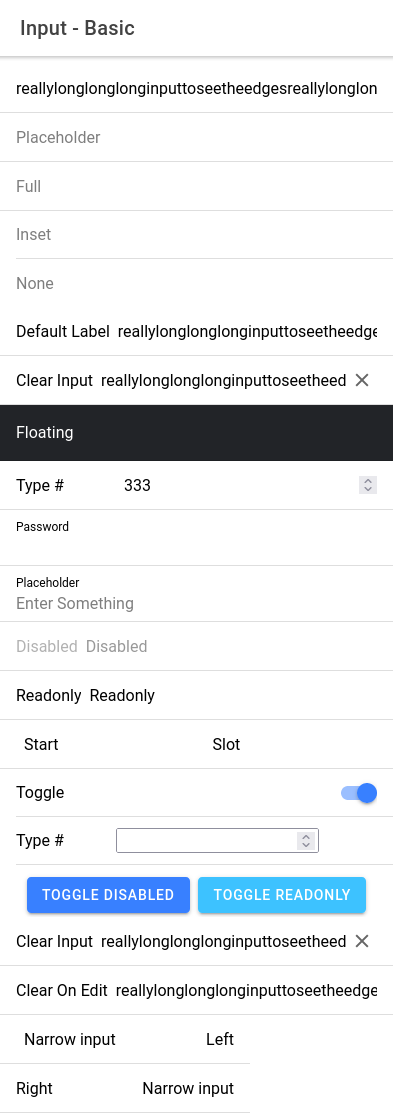 Input - Basic
reallylonglonglonginputtoseetheedgesreallylonglon
Placeholder
Full
Inset
None
Default Label reallylonglonglonginputtoseetheedge
Clear Input reallylonglonglonginputtoseetheed
Floating
Type # 333
Password
Placeholder
Enter Something
Disabled Disabled
Readonly Readonly
Start Slot
Toggle
Type #
TOGGLE DISABLED TOGGLE READONLY
Clear Input reallylonglonglonginputtoseetheed
Clear On Edit reallylonglonglonginputtoseetheedge
Narrow input Left
Right Narrow input